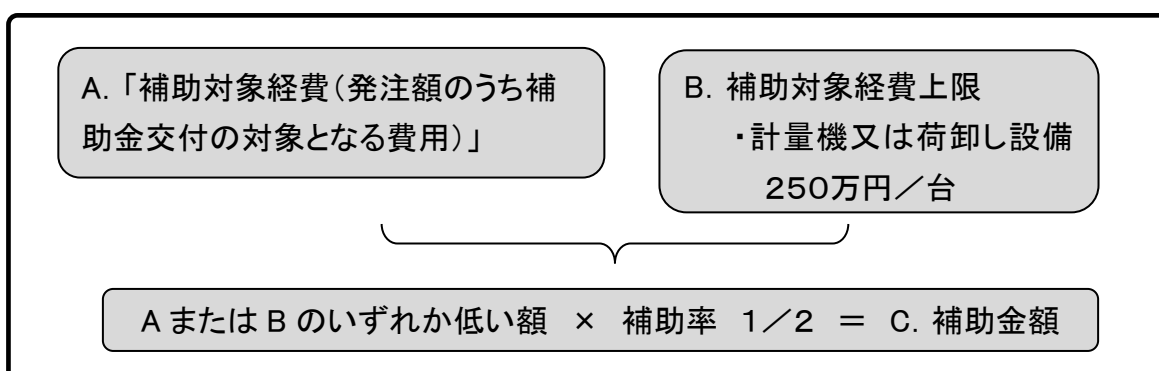 A. 「補助対象経費(発注額のうち補
助金交付の対象となる費用)」
B. 補助対象経費上限
・計量機又は荷卸し設備
250万円/台
A または B のいずれか低い額 × 補助率 1/2 = C. 補助金額